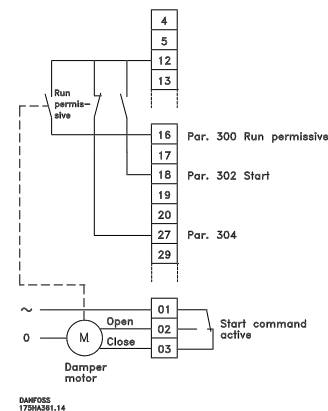 4
5
12
13
Run
permis-
sive
16 Par. 300 Run permissive
17
18 Par. 302 Start
19
20
27 Par. 304
29
~ 01
Open 02 Start command
active
0 M Close 03
Damper
motor
DANFOSS
175HA361.14